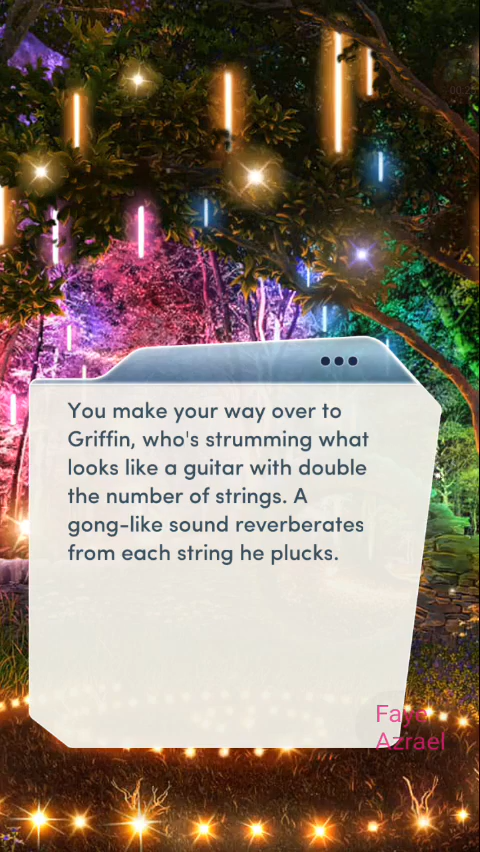 You make your way over to
Griffin, who's strumming what
looks like a guitar with double
the number of strings. A
gong-like sound reverberates
from each string he plucks.
Faye
Azrael